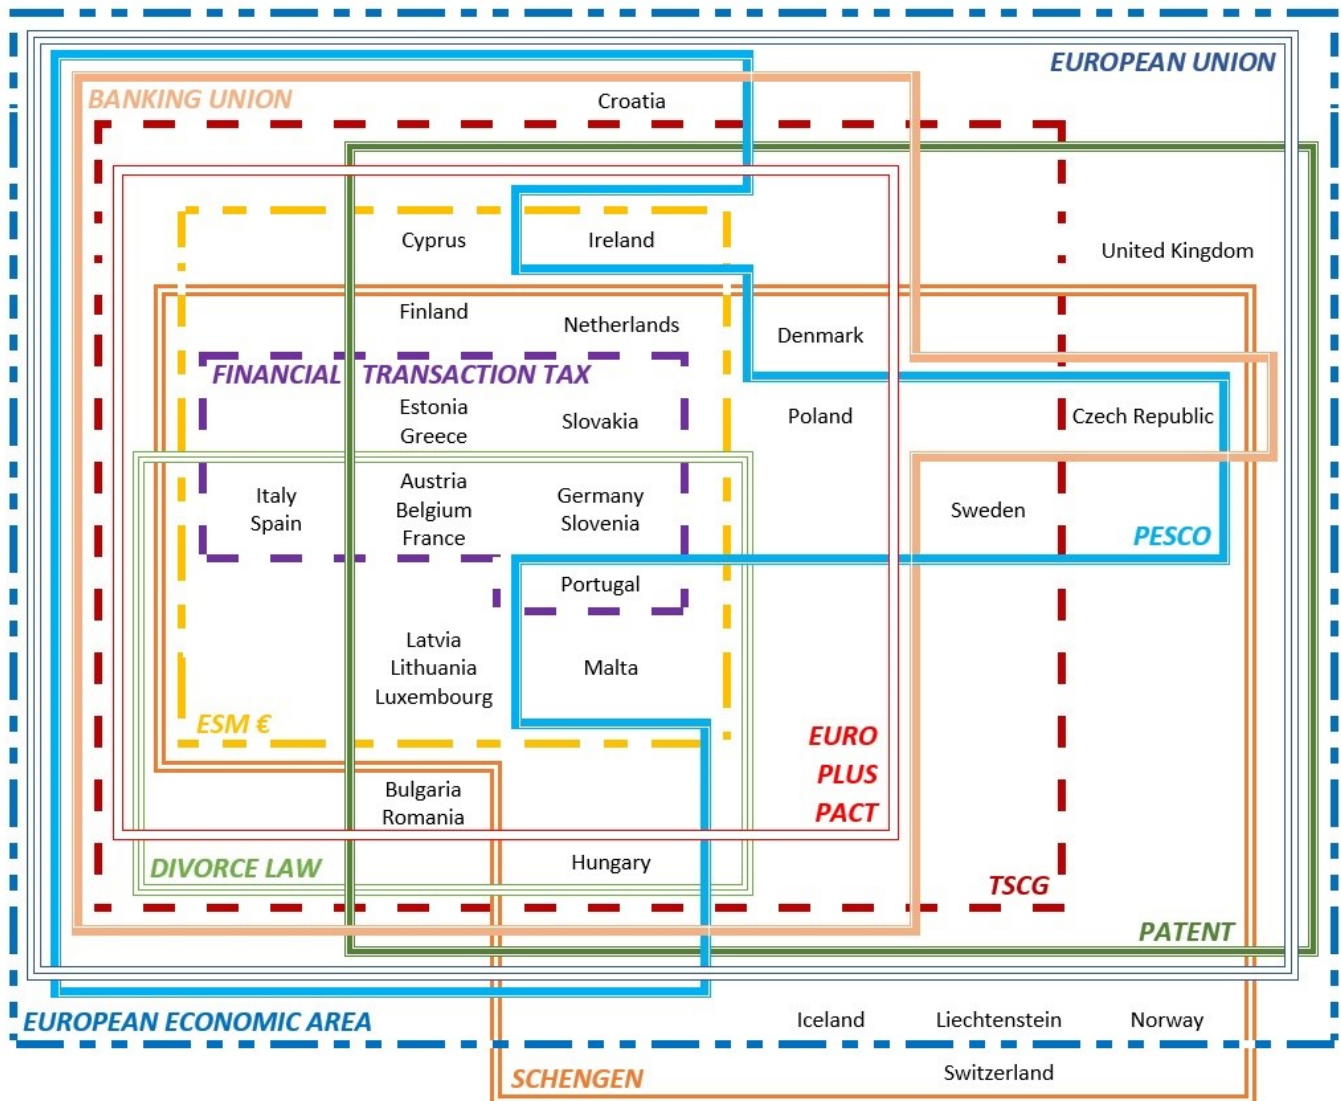 EUROPEAN UNION
BANKING UNION
Croatia
Cyprus
Ireland
United Kingdom
Finland
Netherlands
Denmark
FINANCIAL TRANSACTION TAX
Estonia
Greece
Slovakia
Poland
Czech Republic
Italy
Spain
Austria
Belgium
France
Germany
Slovenia
Sweden
PESCO
Portugal
Latvia
Lithuania
Luxembourg
Malta
ESM €
EURO
PLUS
PACT
Bulgaria
Romania
DIVORCE LAW
Hungary
TSCG
PATENT
EUROPEAN ECONOMIC AREA
Iceland
Liechtenstein
Norway
SCHENGEN
Switzerland